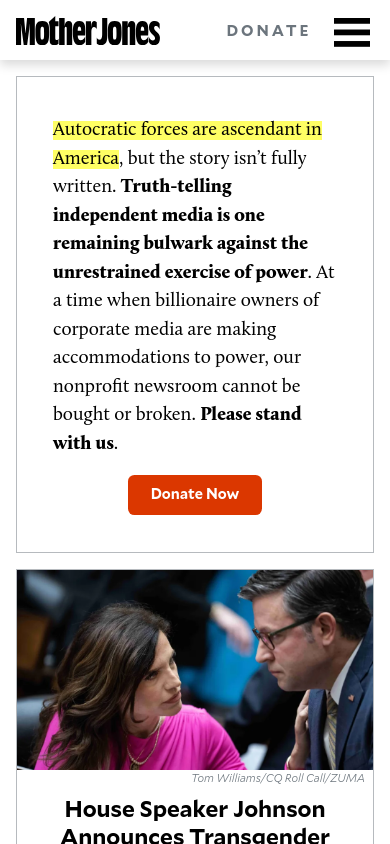 Mother Jones
DONATE
Autocratic forces are ascendant in
America, but the story isn’t fully
written. Truth-telling
independent media is one
remaining bulwark against the
unrestrained exercise of power. At
a time when billionaire owners of
corporate media are making
accommodations to power, our
nonprofit newsroom cannot be
bought or broken. Please stand
with us.
Donate Now
Tom Williams/CQ Roll Call/ZUMA
House Speaker Johnson
Announces Transgender